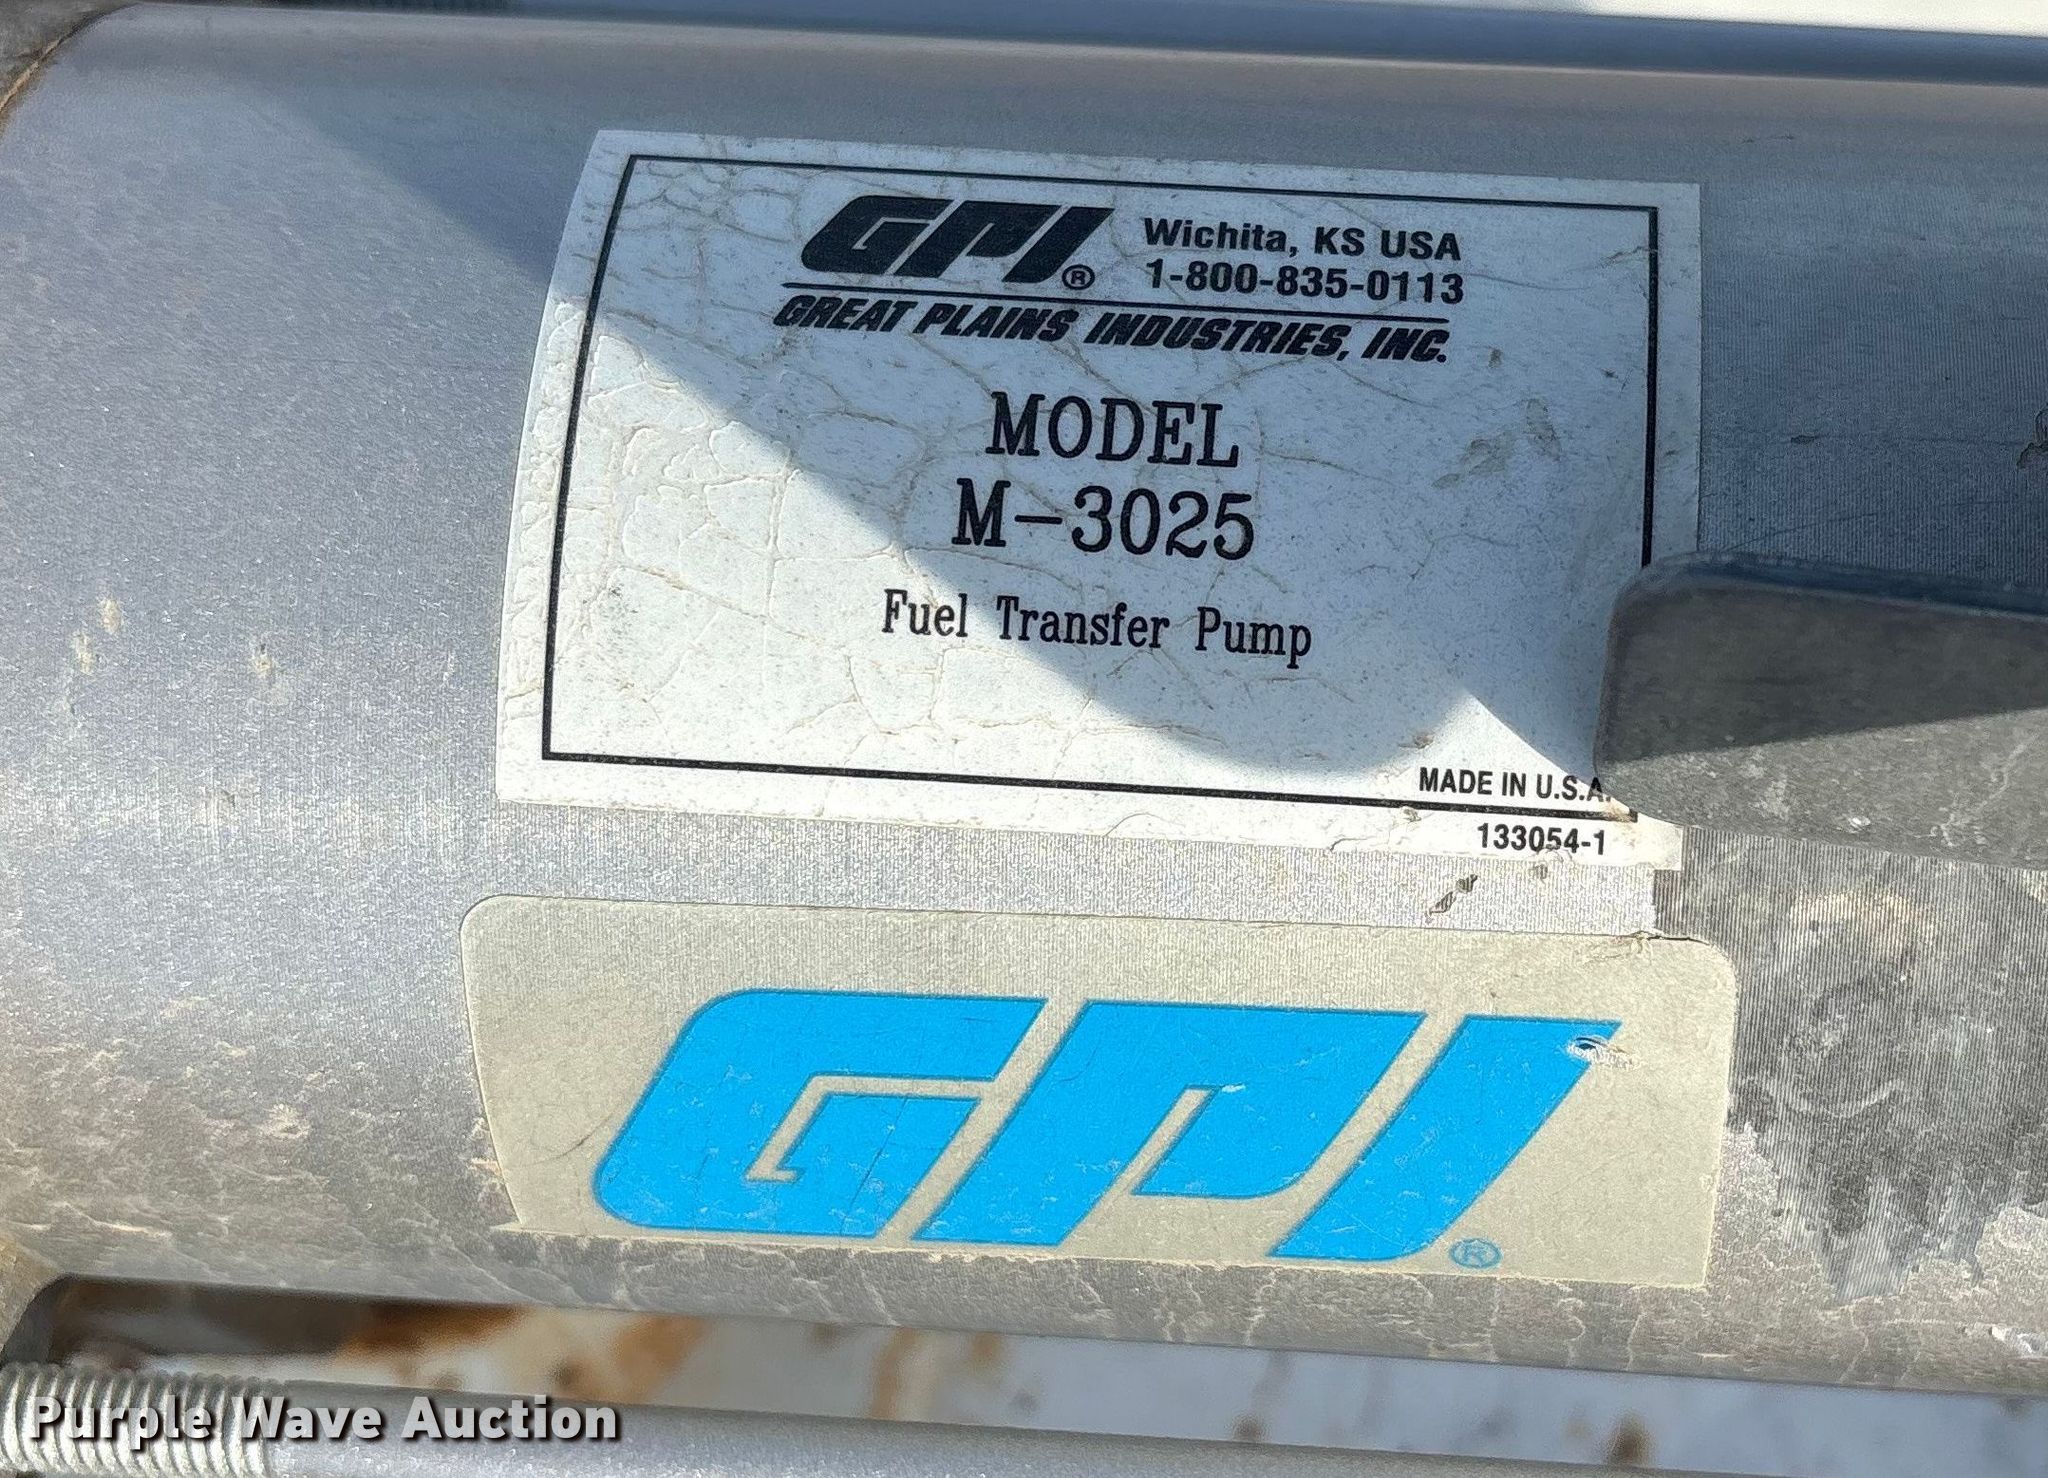 GPI® Wichita, KS USA
1-800-835-0113
GREAT PLAINS INDUSTRIES, INC.
MODEL
M-3025
Fuel Transfer Pump
MADE IN U.S.A.
133054-1
GPI®
Purple Wave Auction